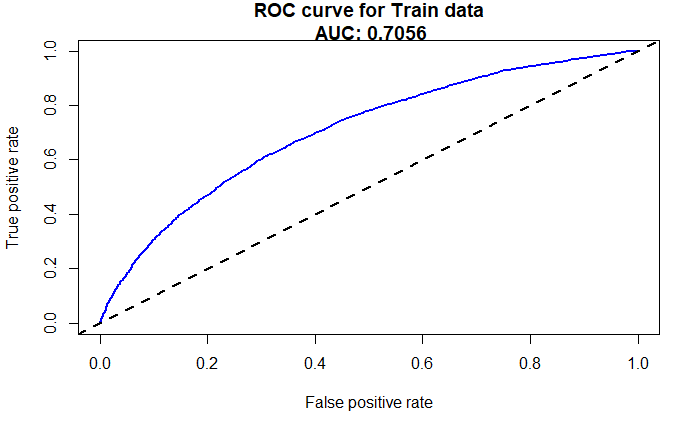 ROC curve for Train data
AUC: 0.7056
True positive rate
1.0
0.8
0.6
0.4
0.2
0.0
0.0 0.2 0.4 0.6 0.8 1.0
False positive rate